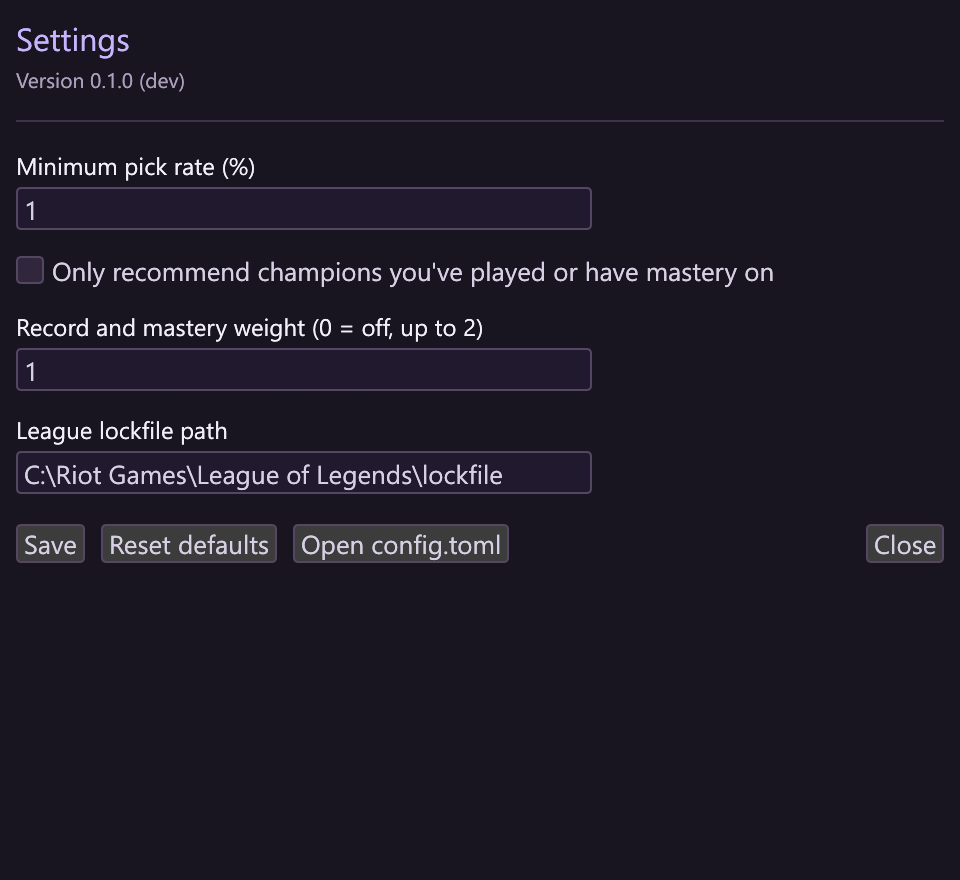 Settings
Version 0.1.0 (dev)
Minimum pick rate (%)
1
Only recommend champions you've played or have mastery on
Record and mastery weight (0 = off, up to 2)
1
League lockfile path
C:\Riot Games\League of Legends\lockfile
Save Reset defaults Open config.toml Close